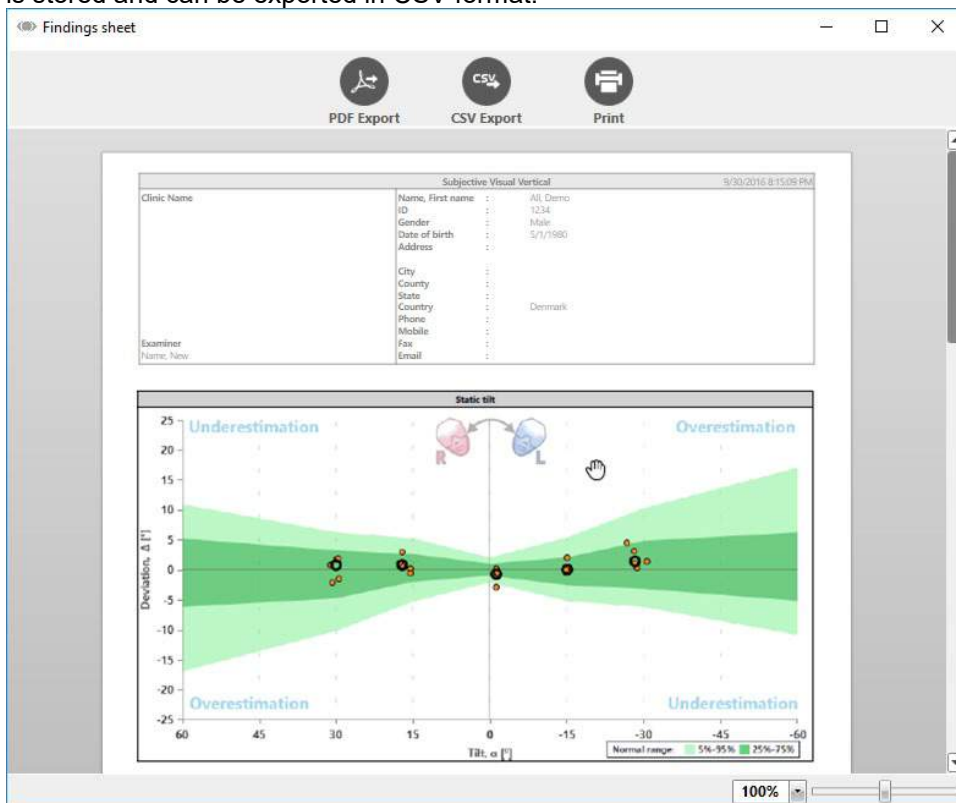 is stored and can be exported in CSV format.
Findings sheet
CSV
PDF Export CSV Export Print
Subjective Visual Vertical 9/30/2016 8:15:09 PM
Clinic Name Name, First name : All, Demo
ID : 1234
Gender : Male
Date of birth : 5/1/1980
Address :
City :
County :
State :
Country : Denmark
Phone :
Mobile :
Examiner Fax :
Name, New Email :
Static tilt
25 Underestimation Overestimation
20
R L
15
10
5
0
-5
-10
-15
-20
Overestimation Underestimation
-25
Deviation, Δ [°]
60 45 30 15 0 -15 -30 -45 -60
Tilt, α [°]
Normal range: 5%-95% 25%-75%
100%